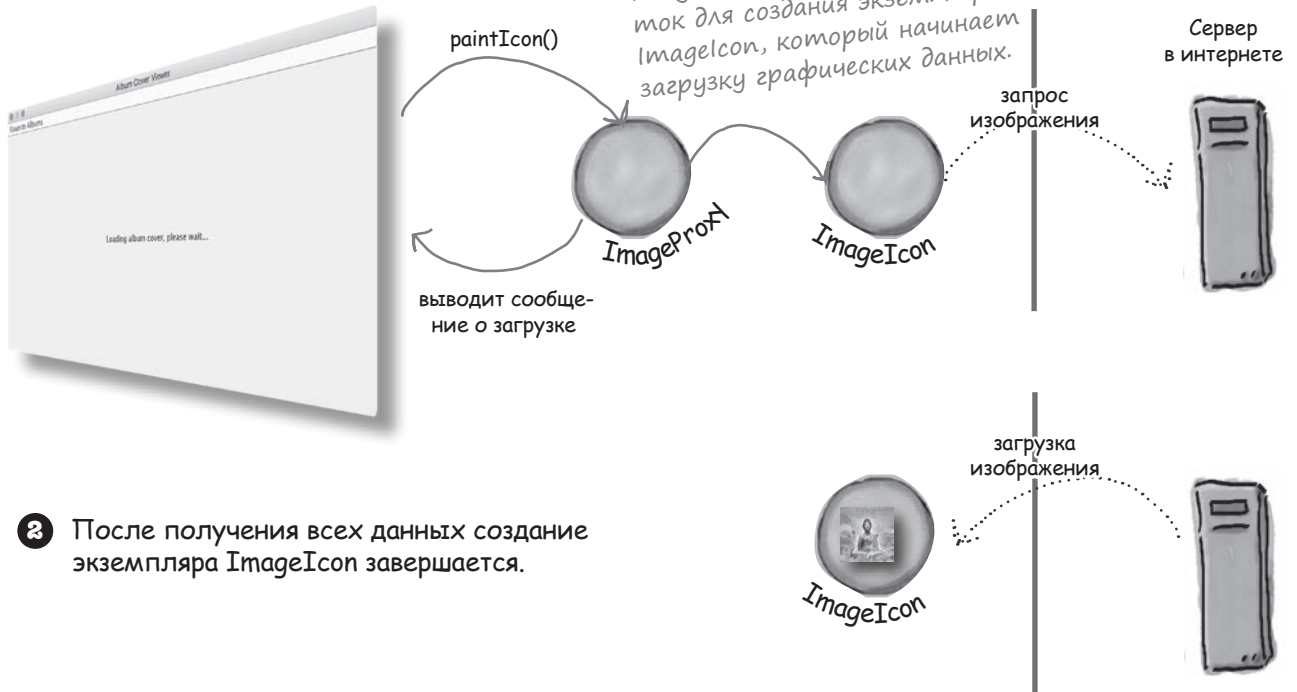 ток для создания
ImageIcon, который начинает
загрузку графических данных.
paintIcon()
Сервер
в интернете
запрос
изображения
Album Cover Viewer
Favorite Albums
Loading album cover, please wait...
ImageProxy
ImageIcon
выводит сообще-
ние о загрузке
загрузка
изображения
2 После получения всех данных создание
экземпляра ImageIcon завершается.
ImageIcon